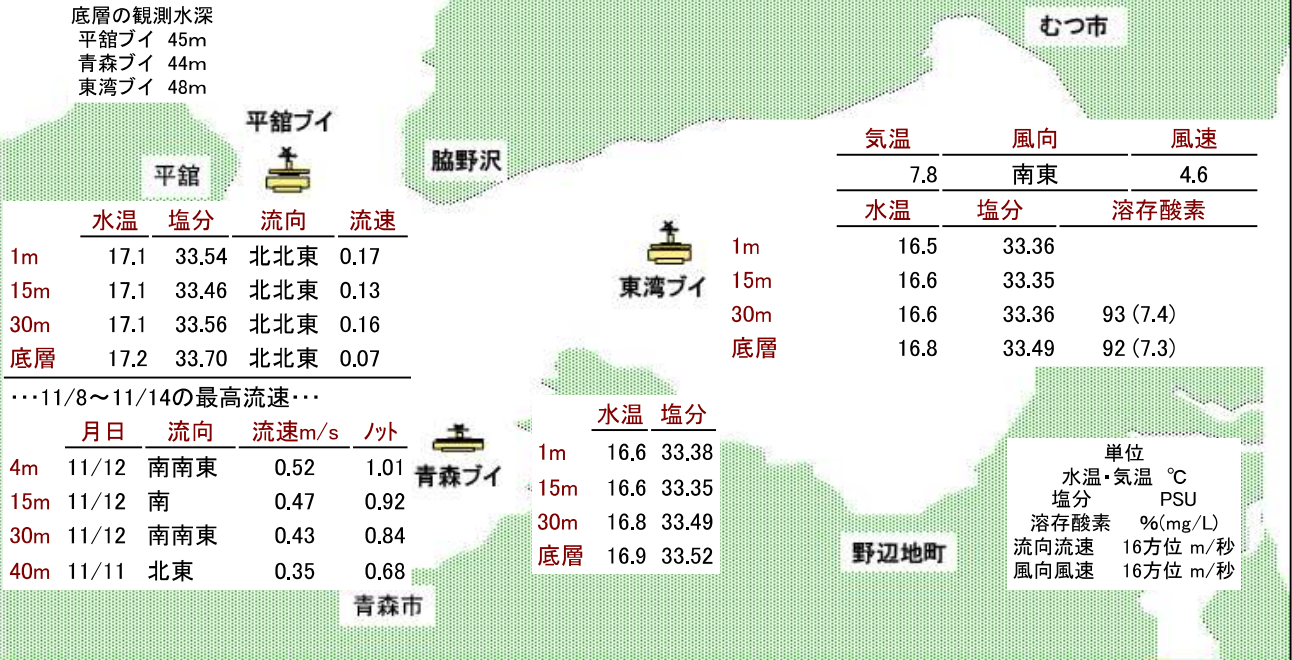 底層の観測水深
平舘ブイ 45m
青森ブイ 44m
東湾ブイ 48m
むつ市
平舘ブイ
脇野沢
平舘
気温 風向 風速
7.8 南東 4.6
水温 塩分 溶存酸素
1m 16.5 33.36
15m 16.6 33.35
30m 16.6 33.36 93 (7.4)
底層 16.8 33.49 92 (7.3)
東湾ブイ
水温 塩分 流向 流速
1m 17.1 33.54 北北東 0.17
15m 17.1 33.46 北北東 0.13
30m 17.1 33.56 北北東 0.16
底層 17.2 33.70 北北東 0.07
…11/8～11/14の最高流速…
月日 流向 流速m/s ノット
4m 11/12 南南東 0.52 1.01
15m 11/12 南 0.47 0.92
30m 11/12 南南東 0.43 0.84
40m 11/11 北東 0.35 0.68
青森ブイ
水温 塩分
1m 16.6 33.38
15m 16.6 33.35
30m 16.8 33.49
底層 16.9 33.52
青森市
野辺地町
単位
水温・気温 ℃
塩分 PSU
溶存酸素 %(mg/L)
流向流速 16方位 m/秒
風向風速 16方位 m/秒